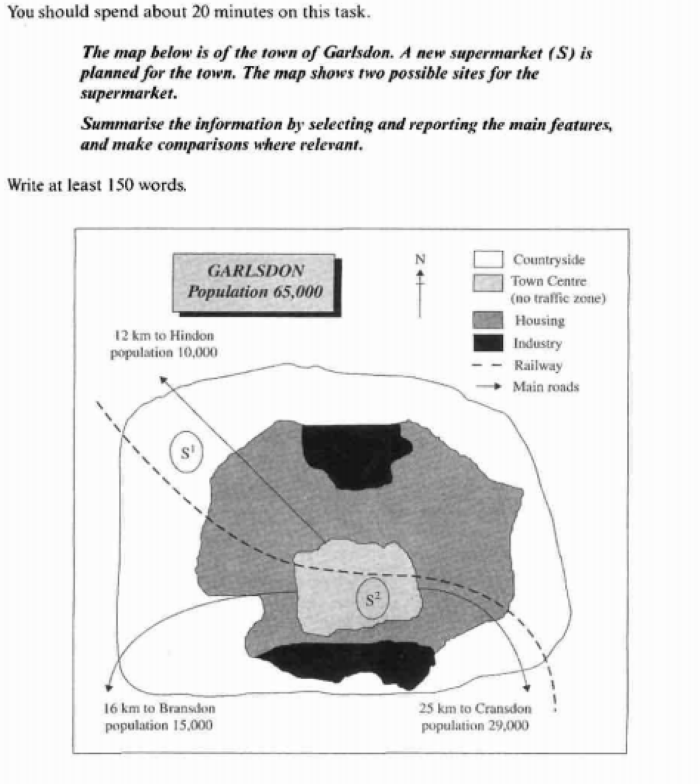 You should spend about 20 minutes on this task.
The map below is of the town of Garlsdon. A new supermarket (S) is
planned for the town. The map shows two possible sites for the
supermarket.
Summarise the information by selecting and reporting the main features,
and make comparisons where relevant.
Write at least 150 words.
GARLSDON
Population 65,000
N
Countryside
Town Centre
(no traffic zone)
Housing
Industry
Railway
Main roads
12 km to Hindon
population 10,000
S¹
S²
16 km to Bransdon
population 15,000
25 km to Cransdon
population 29,000